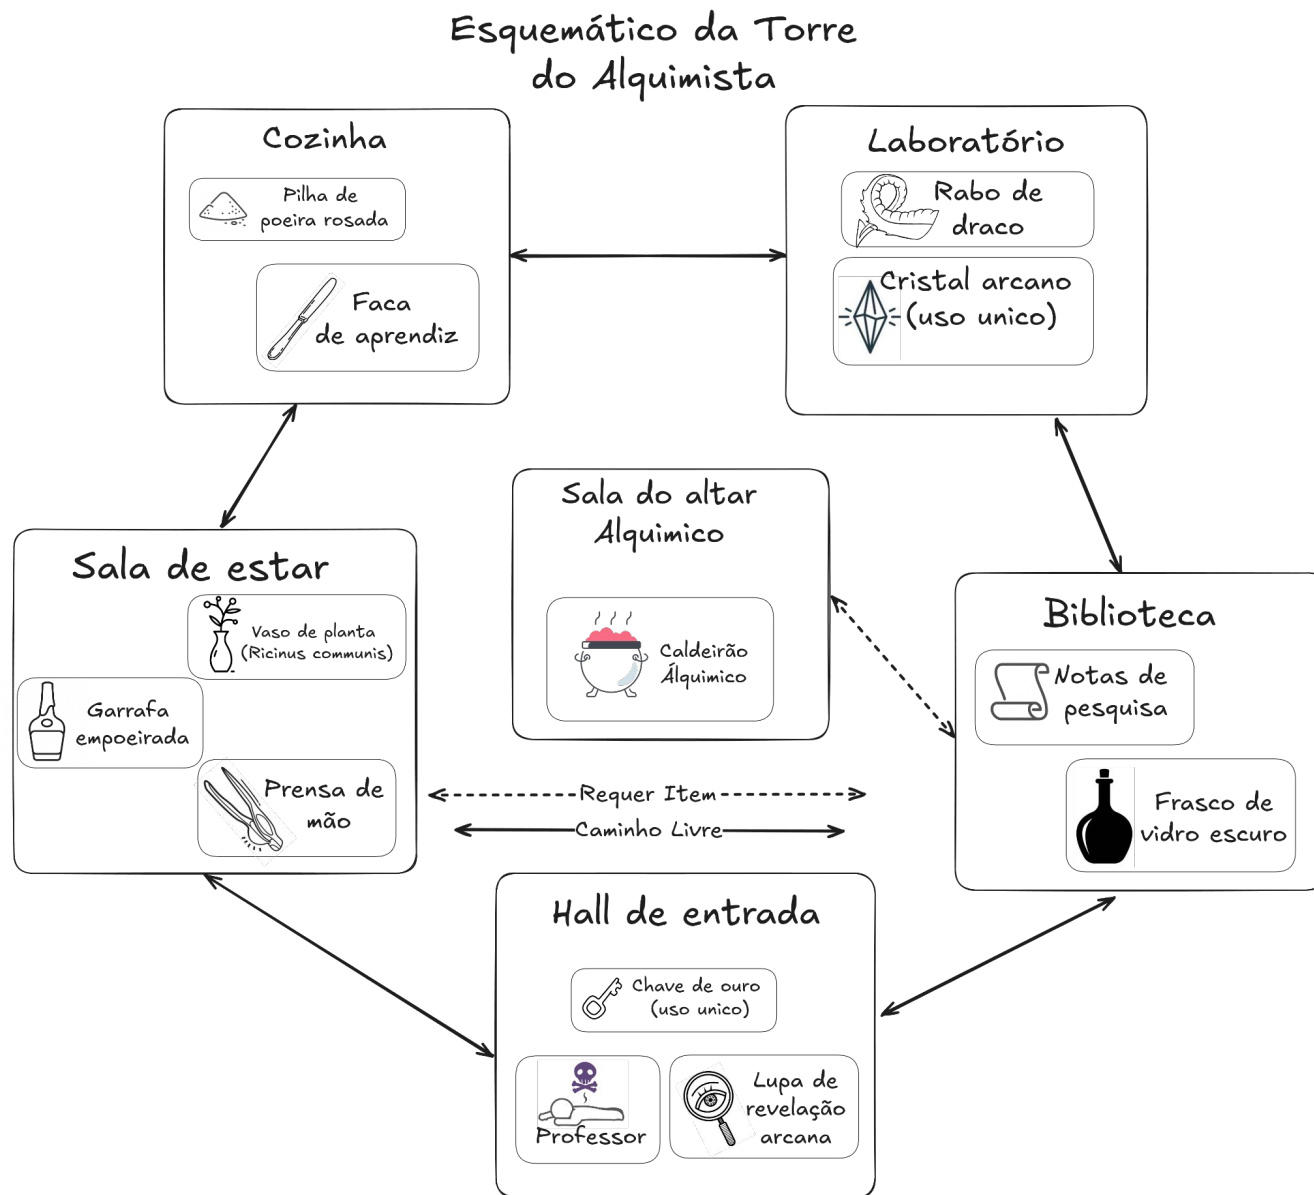 Esquemático da Torre
do Alquimista
Cozinha
Pilha de
poeira rosada
Faca
de aprendiz
Laboratório
Rabo de
draco
Cristal arcano
(uso unico)
Sala do altar
Alquimico
Caldeirão
Álquimico
Sala de estar
Vaso de planta
(Ricinus communis)
Garrafa
empoeirada
Prensa de
mão
Biblioteca
Notas de
pesquisa
Frasco de
vidro escuro
Requer Item
Caminho Livre
Hall de entrada
Chave de ouro
(uso unico)
Professor
Lupa de
revelação
arcana